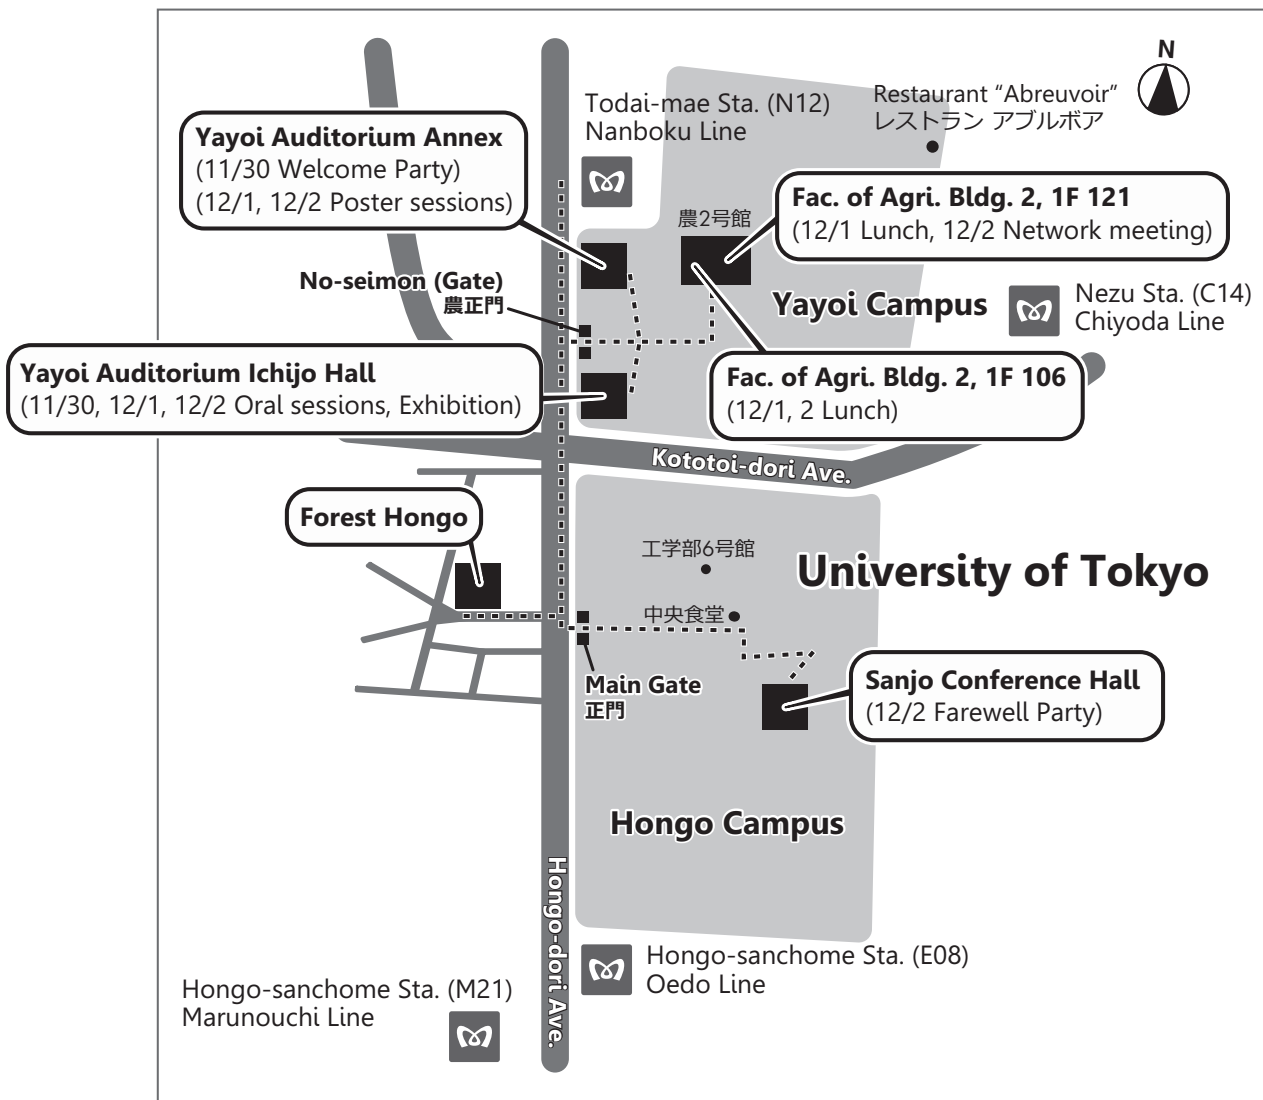 N
Todai-mae Sta. (N12)
Nanboku Line
Restaurant “Abreuvoir”
レストラン アブルボア
Yayoi Auditorium Annex
(11/30 Welcome Party)
(12/1, 12/2 Poster sessions)
Fac. of Agri. Bldg. 2, 1F 121
(12/1 Lunch, 12/2 Network meeting)
農2号館
No-seimon (Gate)
農正門
Yayoi Campus
Nezu Sta. (C14)
Chiyoda Line
Yayoi Auditorium Ichijo Hall
(11/30, 12/1, 12/2 Oral sessions, Exhibition)
Fac. of Agri. Bldg. 2, 1F 106
(12/1, 2 Lunch)
Kototoi-dori Ave.
Forest Hongo
工学部6号館
University of Tokyo
中央食堂
Main Gate
正門
Sanjo Conference Hall
(12/2 Farewell Party)
Hongo Campus
Hongo-dori Ave.
Hongo-sanchome Sta. (E08)
Oedo Line
Hongo-sanchome Sta. (M21)
Marunouchi Line